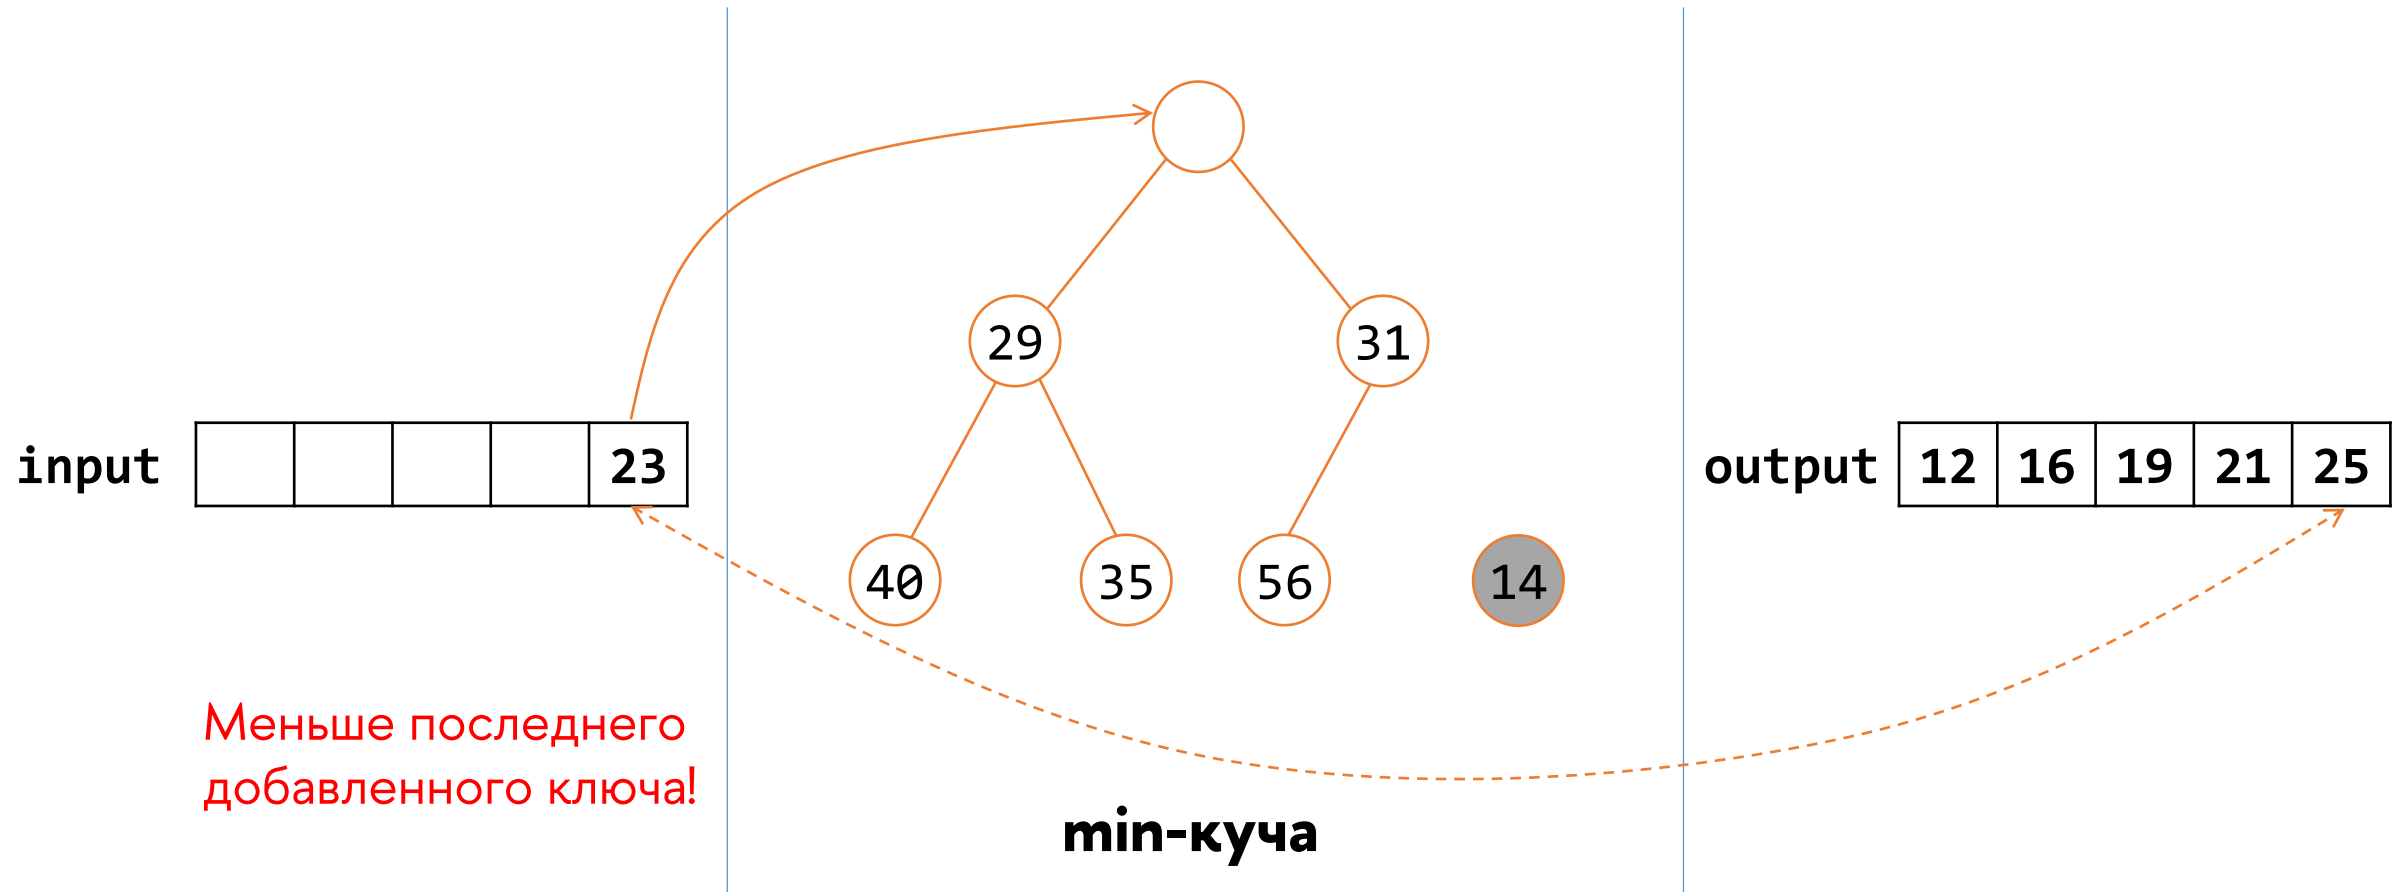 29 31
input 23
output 12 16 19 21 25
40 35 56 14
Меньше последнего
добавленного ключа!
min-куча